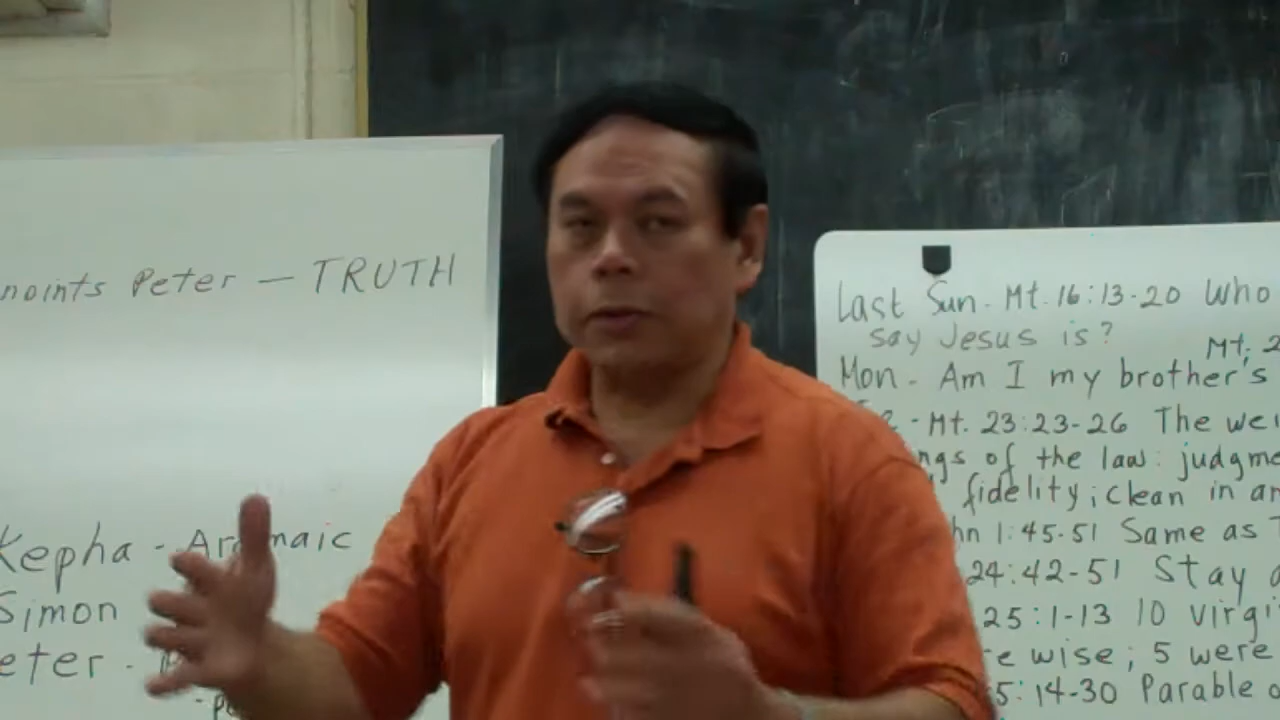 noints Peter — TRUTH
Kepha - Aramaic
Simon
eter -
Last Sun. Mt. 16:13-20 Who
say Jesus is?
Mt. 2
Mon - Am I my brother's
- Mt. 23:23-26 The wei
ngs of the law: judgme
fidelity; clean in an
hn 1:45-51 Same as
24:42-51 Stay a
25:1-13 10 virgi
e wise; 5 were
5:14-30 Parable o